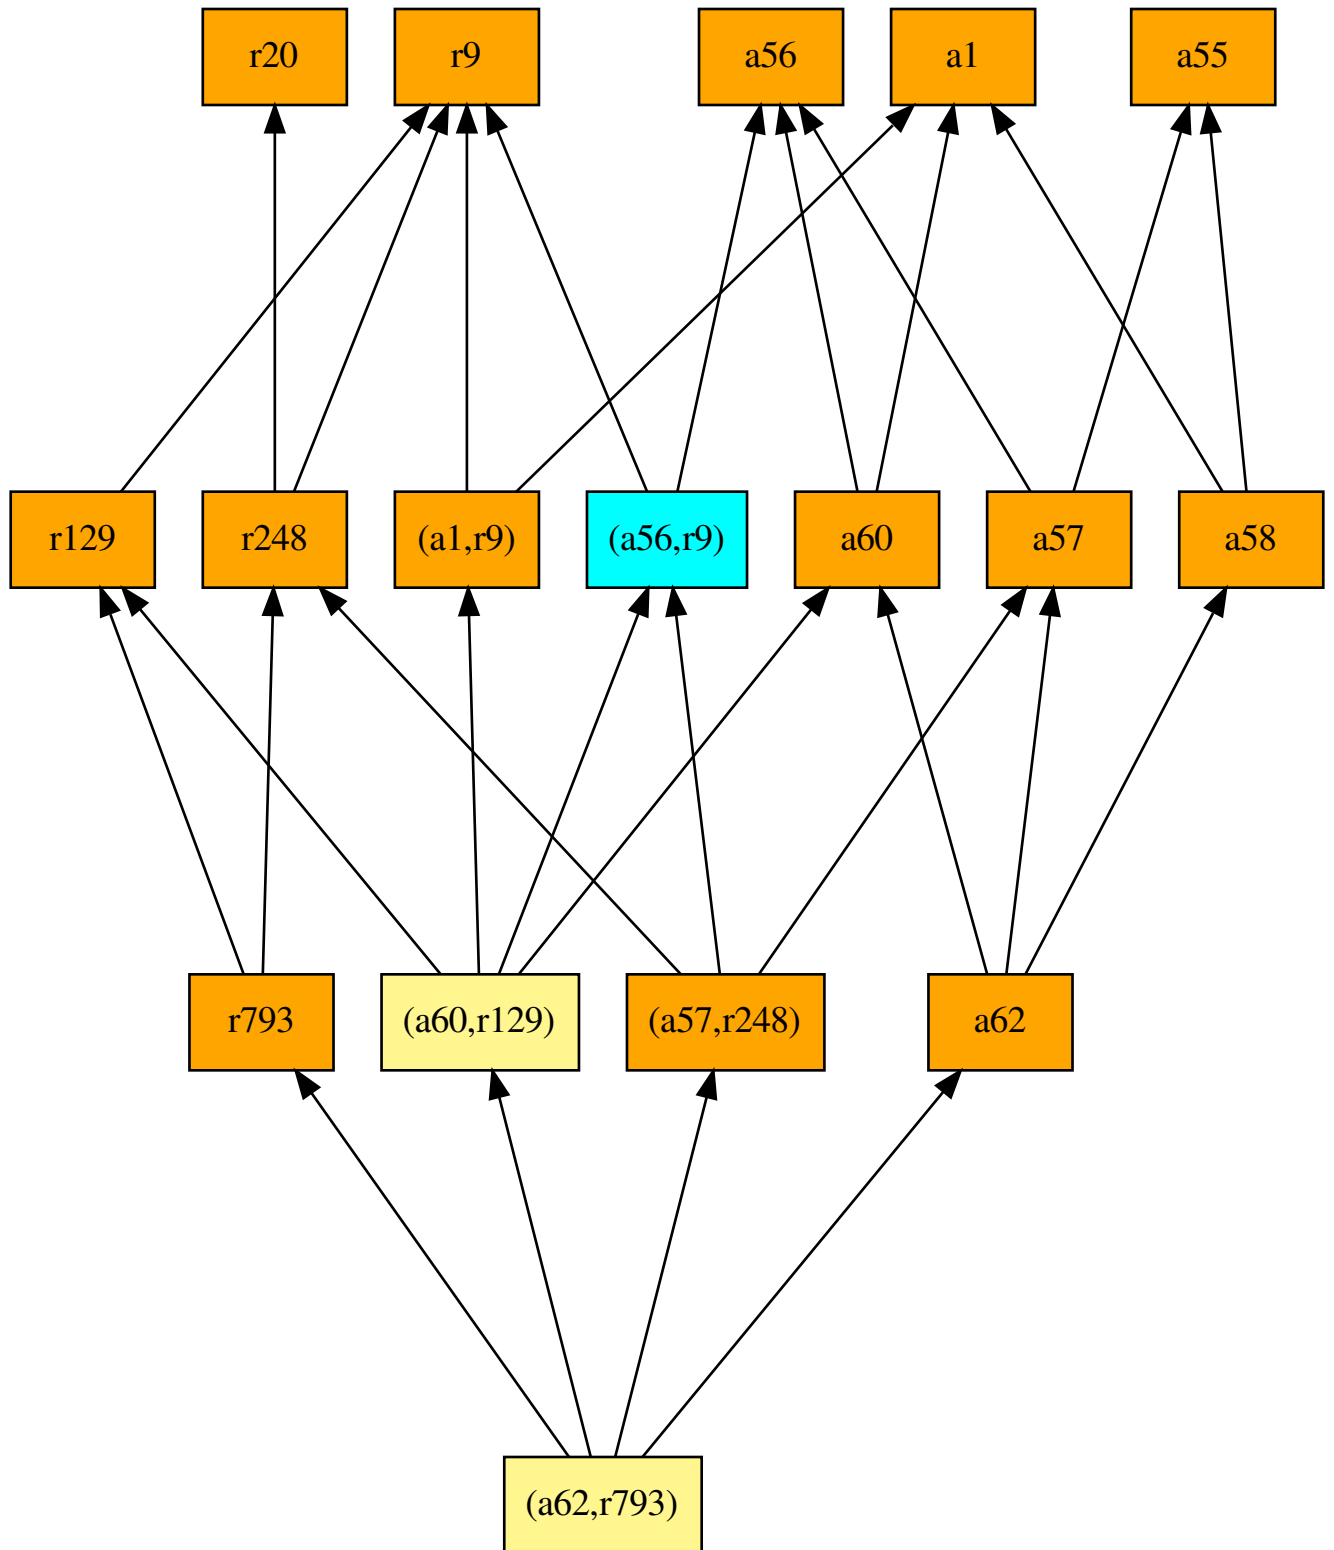 r20
r9
a56
a1
a55
r129
r248
(a1,r9)
(a56,r9)
a60
a57
a58
r793
(a60,r129)
(a57,r248)
a62
(a62,r793)